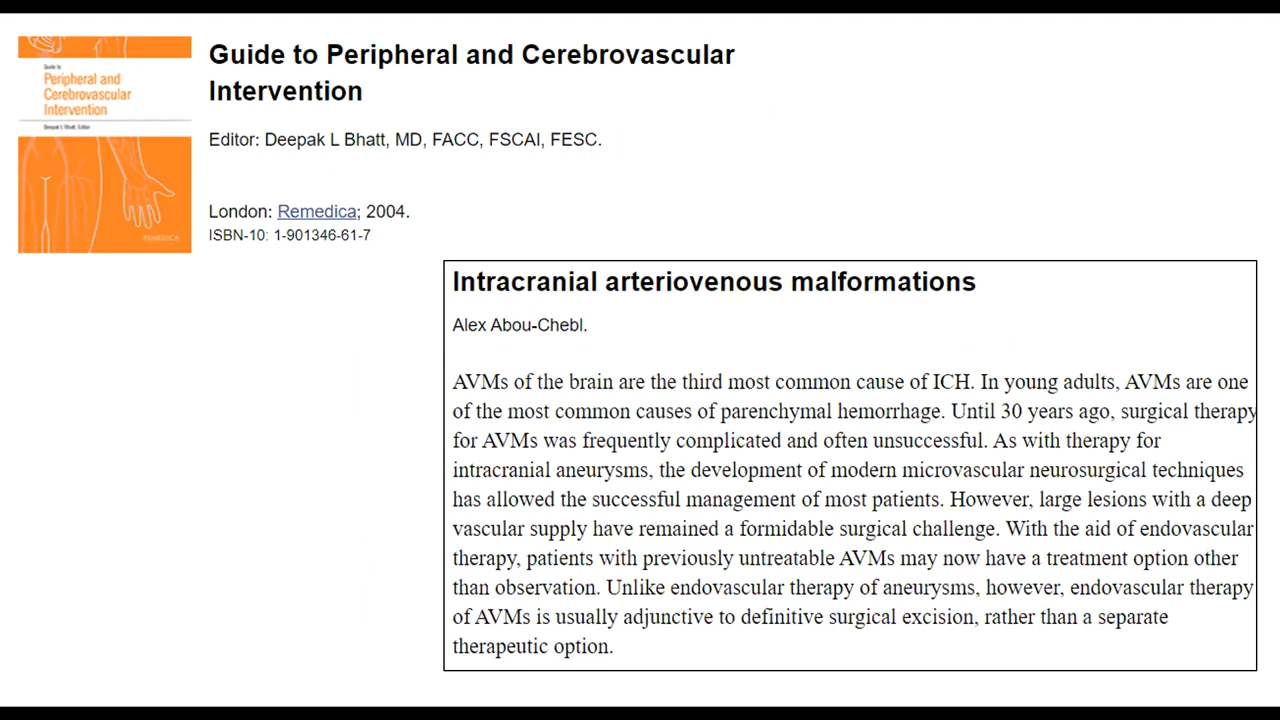 Guide to
Peripheral and
Cerebrovascular
Intervention
Deepak L Bhatt, Editor
REMEDICA
Guide to Peripheral and Cerebrovascular
Intervention
Editor: Deepak L Bhatt, MD, FACC, FSCAI, FESC.
London: Remedica; 2004.
ISBN-10: 1-901346-61-7
Intracranial arteriovenous malformations
Alex Abou-Chebl.
AVMs of the brain are the third most common cause of ICH. In young adults, AVMs are one
of the most common causes of parenchymal hemorrhage. Until 30 years ago, surgical therapy
for AVMs was frequently complicated and often unsuccessful. As with therapy for
intracranial aneurysms, the development of modern microvascular neurosurgical techniques
has allowed the successful management of most patients. However, large lesions with a deep
vascular supply have remained a formidable surgical challenge. With the aid of endovascular
therapy, patients with previously untreatable AVMs may now have a treatment option other
than observation. Unlike endovascular therapy of aneurysms, however, endovascular therapy
of AVMs is usually adjunctive to definitive surgical excision, rather than a separate
therapeutic option.